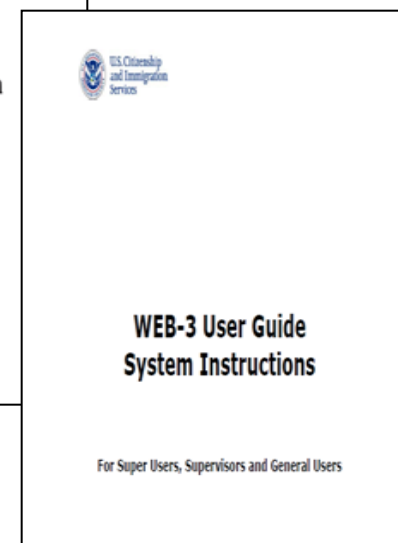 U.S. Citizenship
and Immigration
Services
WEB-3 User Guide
System Instructions
For Super Users, Supervisors and General Users